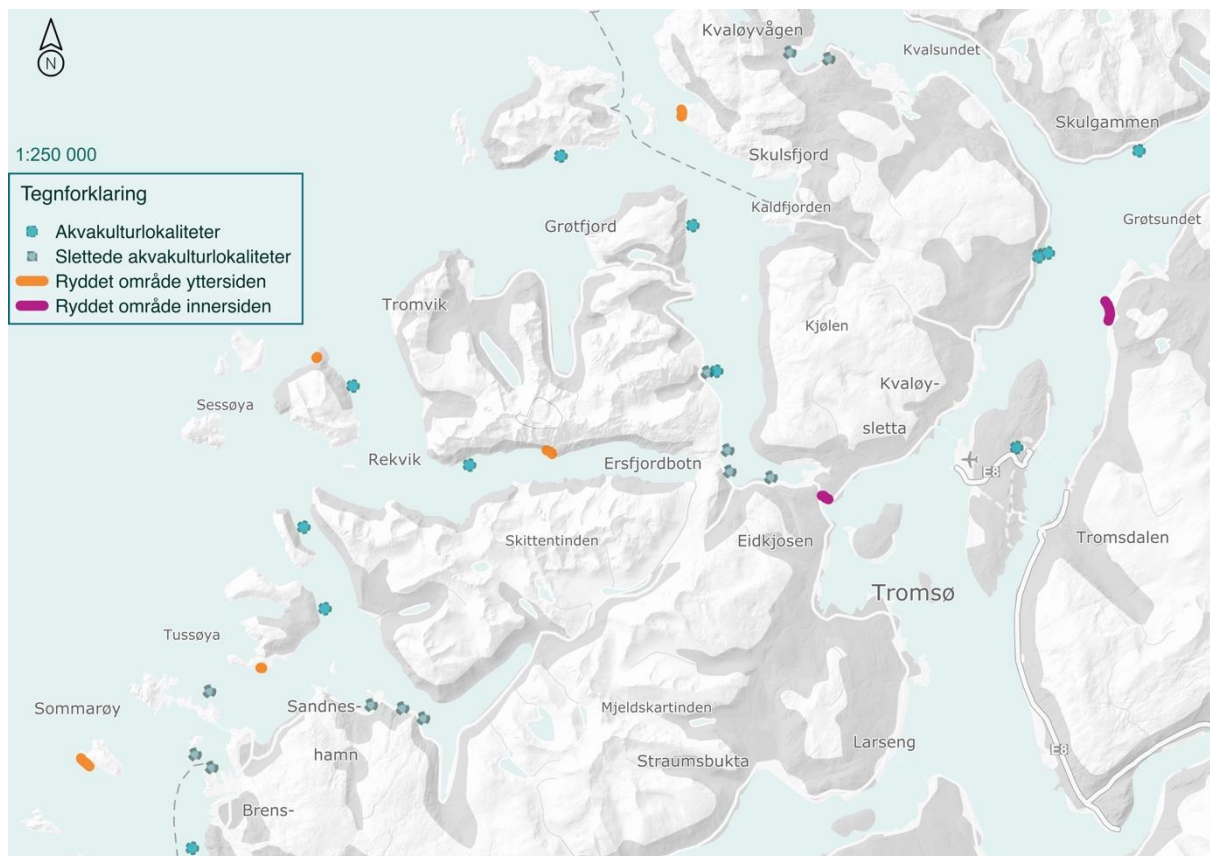 Kvaløyvågen
Kvalsundet
N
Skulgammen
1:250 000
Skulsfjord
Tegnforklaring
Akvakulturlokaliteter
Slettede akvakulturlokaliteter
Ryddet område yttersiden
Ryddet område innersiden
Kaldfjorden
Grøtsundet
Grøtfjord
Tromvik
Kjølen
Kvaløy-
sletta
Sessøya
Rekvik
Ersfjordbotn
E8
Skittentinden
Eidkjosen
Tromsdalen
Tromsø
Tussøya
Sommarøy
Sandnes-
hamn
Mjeldskartinden
Straumsbukta
Larseng
E8
Brens-